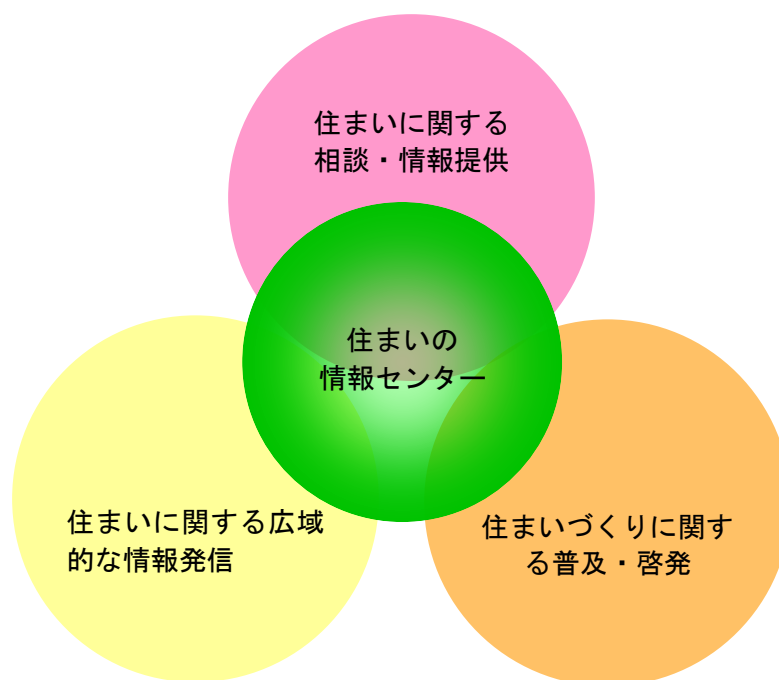 住まいに関する
相談・情報提供
住まいの
情報センター
住まいに関する広域
的な情報発信
住まいづくりに関す
る普及・啓発